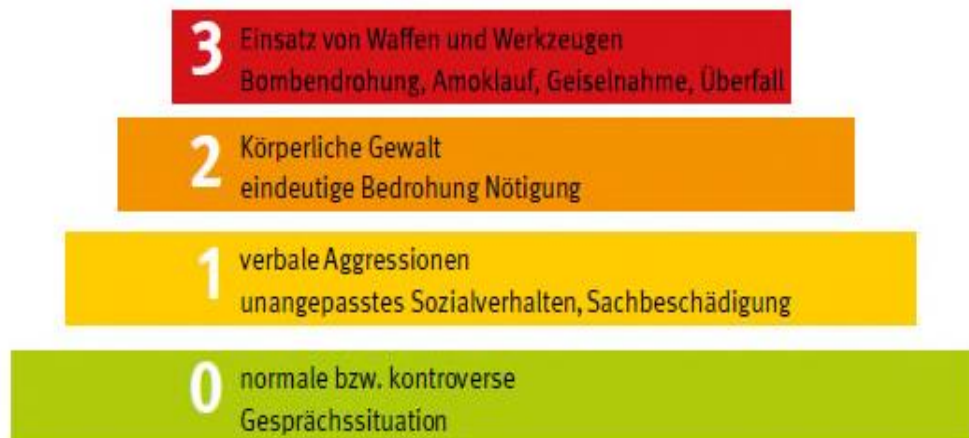 3 Einsatz von Waffen und Werkzeugen
Bombendrohung, Amoklauf, Geiselnahme, Überfall
2 Körperliche Gewalt
eindeutige Bedrohung Nötigung
1 verbale Aggressionen
unangepasstes Sozialverhalten, Sachbeschädigung
0 normale bzw. kontroverse
Gesprächssituation